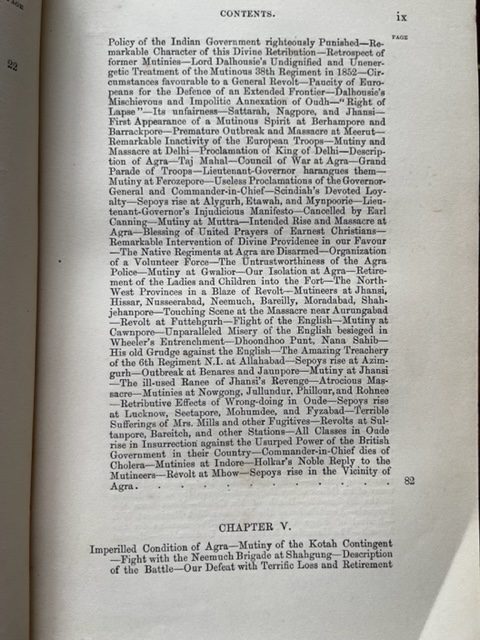 PAGE
22
CONTENTS. ix
PAGE
Policy of the Indian Government righteously Punished—Re-
markable Character of this Divine Retribution—Retrospect of
former Mutinies—Lord Dalhousie's Undignified and Unener-
getic Treatment of the Mutinous 38th Regiment in 1852—Cir-
cumstances favourable to a General Revolt—Paucity of Euro-
peans for the Defence of an Extended Frontier—Dalhousie's
Mischievous and Impolitic Annexation of Oudh—"Right of
Lapse"—Its unfairness—Sattarah, Nagpore, and Jhansi—
First Appearance of a Mutinous Spirit at Berhampore and
Barrackpore—Premature Outbreak and Massacre at Meerut—
Remarkable Inactivity of the European Troops—Mutiny and
Massacre at Delhi—Proclamation of King of Delhi—Descrip-
tion of Agra—Taj Mahal—Council of War at Agra—Grand
Parade of Troops—Lieutenant-Governor harangues them—
Mutiny at Ferozepore—Useless Proclamations of the Governor-
General and Commander-in-Chief—Scindiah's Devoted Loy-
alty—Sepoys rise at Alygurh, Etawah, and Mynpoorie—Lieu-
tenant-Governor's Injudicious Manifesto—Cancelled by Earl
Canning—Mutiny at Muttra—Intended Rise and Massacre at
Agra—Blessing of United Prayers of Earnest Christians—
Remarkable Intervention of Divine Providence in our Favour
—The Native Regiments at Agra are Disarmed—Organization
of a Volunteer Force—The Untrustworthiness of the Agra
Police—Mutiny at Gwalior—Our Isolation at Agra—Retire-
ment of the Ladies and Children into the Fort—The North-
West Provinces in a Blaze of Revolt—Mutineers at Jhansi,
Hissar, Nusseerabad, Neemuch, Bareilly, Moradabad, Shah-
jehanpore—Touching Scene at the Massacre near Aurungabad
—Revolt at Futtehgurh—Flight of the English—Mutiny at
Cawnpore—Unparalleled Misery of the English besieged in
Wheeler's Entrenchment—Dhoondhoo Punt, Nana Sahib—
His old Grudge against the English—The Amazing Treachery
of the 6th Regiment N.I. at Allahabad—Sepoys rise at Azim-
gurh—Outbreak at Benares and Jaunpore—Mutiny at Jhansi
—The ill-used Ranee of Jhansi's Revenge—Atrocious Mas-
sacre—Mutinies at Nowgong, Jullundur, Phillour, and Rohnee
—Retributive Effects of Wrong-doing in Oude—Sepoys rise
at Lucknow, Seetapore, Mohumdee, and Fyzabad—Terrible
Sufferings of Mrs. Mills and other Fugitives—Revolts at Sul-
tanpore, Bareitch, and other Stations—All Classes in Oude
rise in Insurrection against the Usurped Power of the British
Government in their Country—Commander-in-Chief dies of
Cholera—Mutinies at Indore—Holkar's Noble Reply to the
Mutineers—Revolt at Mhow—Sepoys rise in the Vicinity of
Agra. . . . . . . . . . . . 82
CHAPTER V.
Imperilled Condition of Agra—Mutiny of the Kotah Contingent
—Fight with the Neemuch Brigade at Shahgung—Description
of the Battle—Our Defeat with Terrific Loss and Retirement